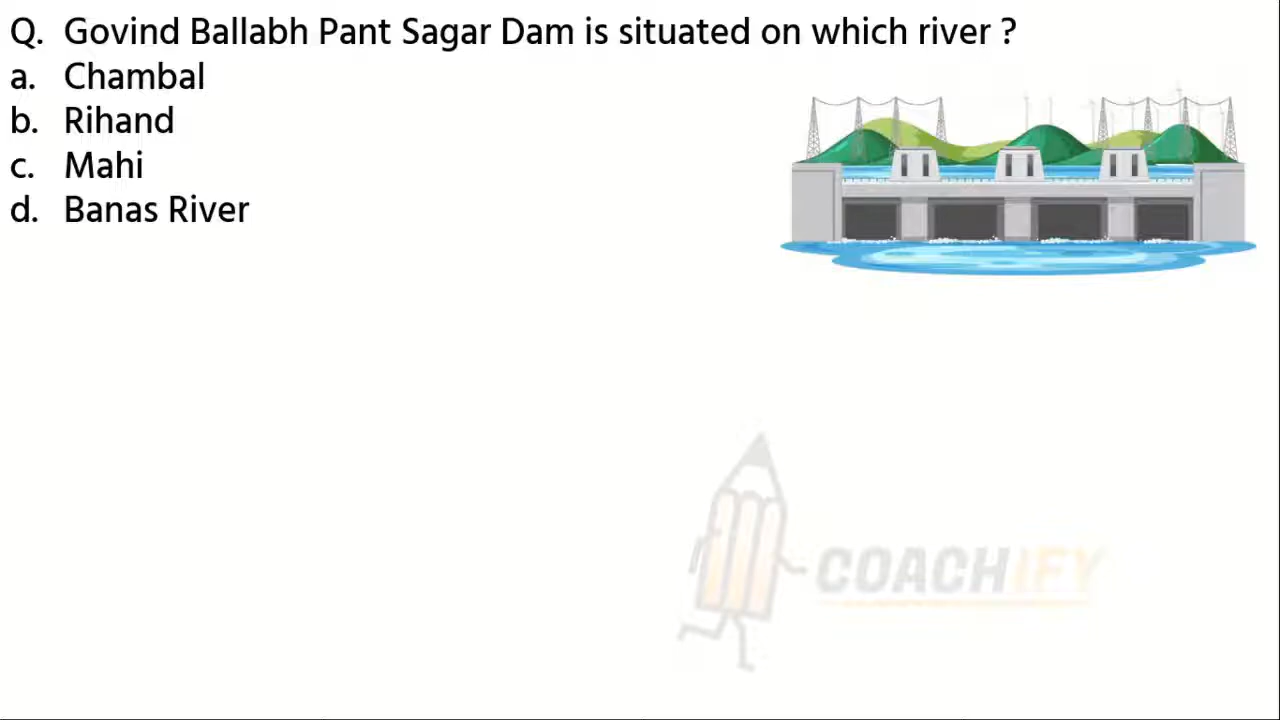 Q. Govind Ballabh Pant Sagar Dam is situated on which river ?
a. Chambal
b. Rihand
c. Mahi
d. Banas River
COACHIFY